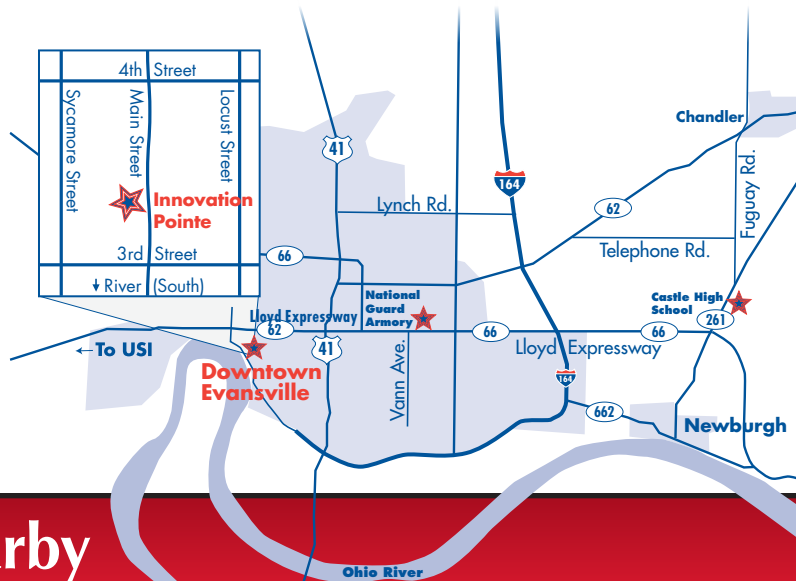 4th Street
Sycamore Street
Main Street
Locust Street
Innovation
Pointe
3rd Street
River (South)
41
164
Chandler
Lynch Rd.
62
Fuguay Rd.
Telephone Rd.
66
National
Guard
Armory
Castle High
School
261
Lloyd Expressway
62
66
66
To USI
41
Lloyd Expressway
Downtown
Evansville
Vann Ave.
164
662
Newburgh
arby
Ohio River